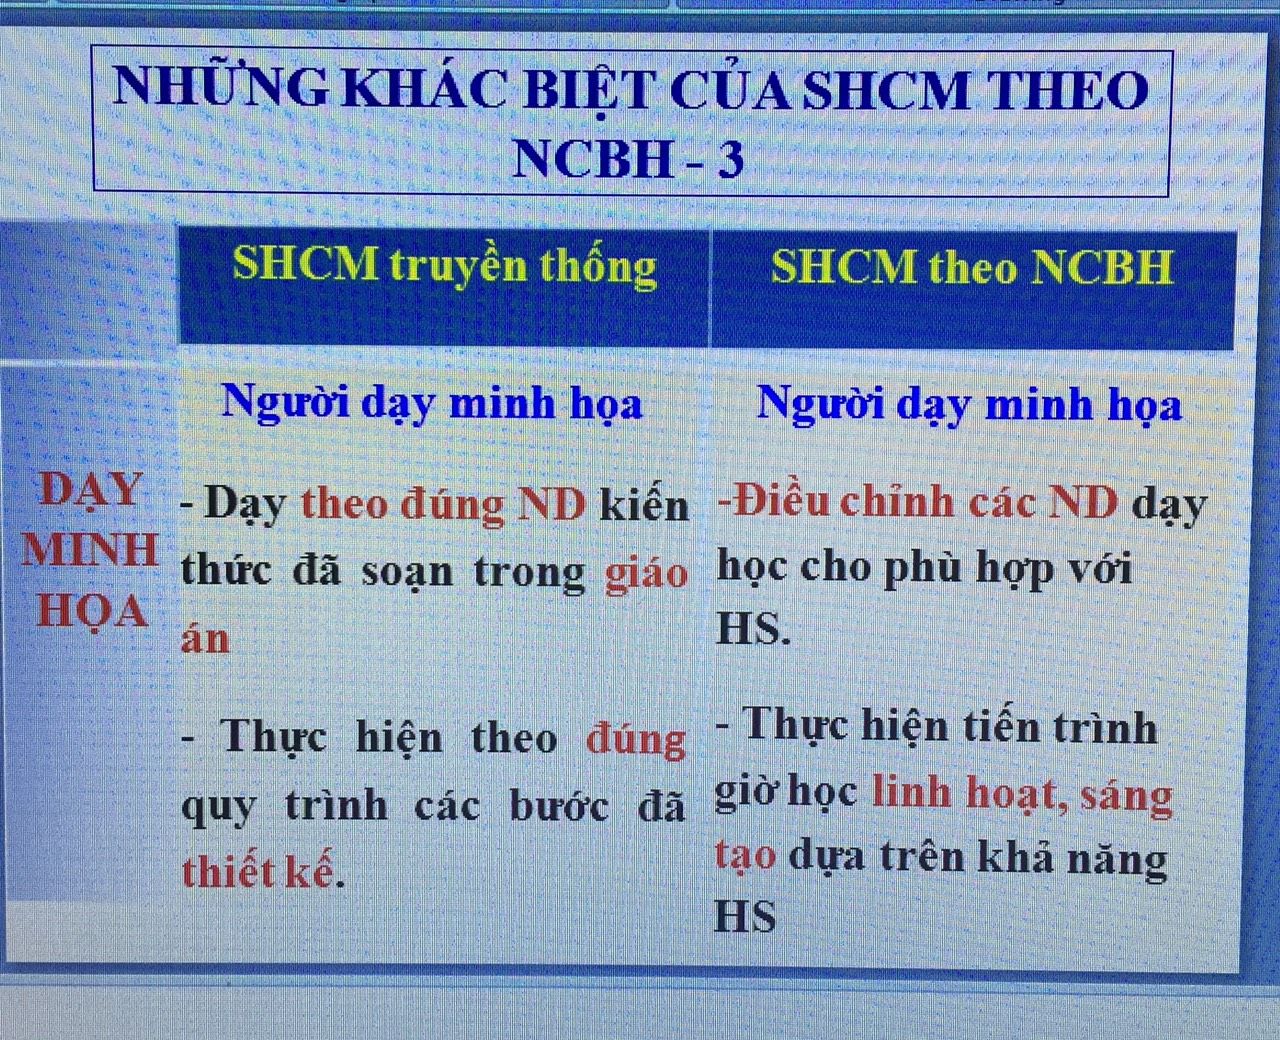 NHỮNG KHÁC BIỆT CỦA SHCM THEO
NCBH - 3
SHCM truyền thống
SHCM theo NCBH
DẠY
MINH
HỌA
Người dạy minh họa
- Dạy theo đúng ND kiến
thức đã soạn trong giáo
án
- Thực hiện theo đúng
quy trình các bước đã
thiết kế.
Người dạy minh họa
-Điều chỉnh các ND dạy
học cho phù hợp với
HS.
- Thực hiện tiến trình
giờ học linh hoạt, sáng
tạo dựa trên khả năng
HS